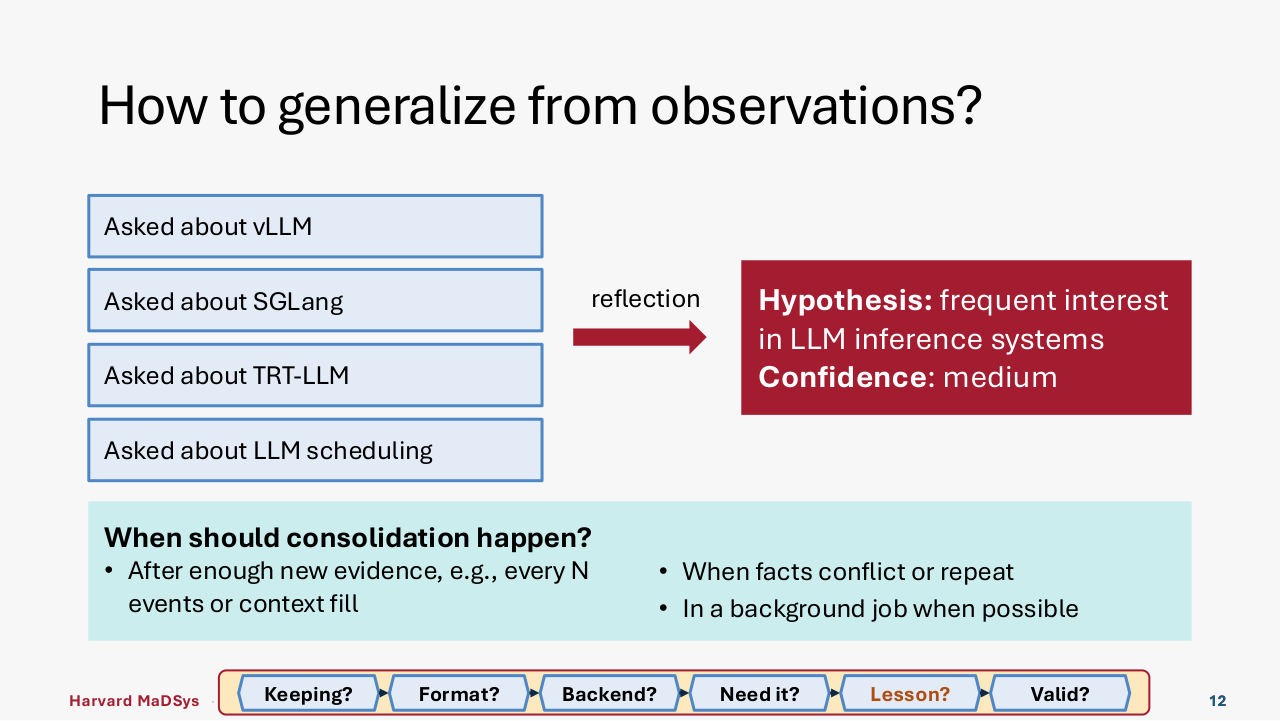 How to generalize from observations?
Asked about vLLM
Asked about SGLang
Asked about TRT-LLM
Asked about LLM scheduling
reflection
Hypothesis: frequent interest
in LLM inference systems
Confidence: medium
When should consolidation happen?
• After enough new evidence, e.g., every N
events or context fill
• When facts conflict or repeat
• In a background job when possible
Harvard MaDSys
Keeping?
Format?
Backend?
Need it?
Lesson?
Valid?
12